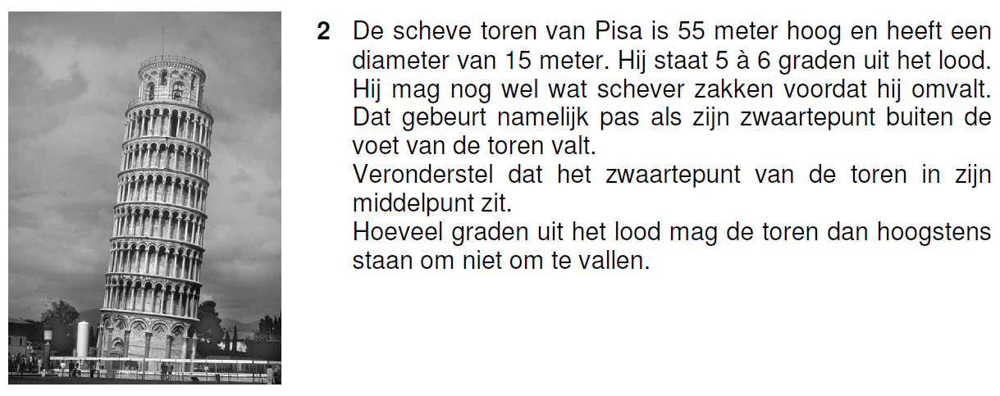 2 De scheve toren van Pisa is 55 meter hoog en heeft een
diameter van 15 meter. Hij staat 5 à 6 graden uit het lood.
Hij mag nog wel wat schever zakken voordat hij omvalt.
Dat gebeurt namelijk pas als zijn zwaartepunt buiten de
voet van de toren valt.
Veronderstel dat het zwaartepunt van de toren in zijn
middelpunt zit.
Hoeveel graden uit het lood mag de toren dan hoogstens
staan om niet om te vallen.